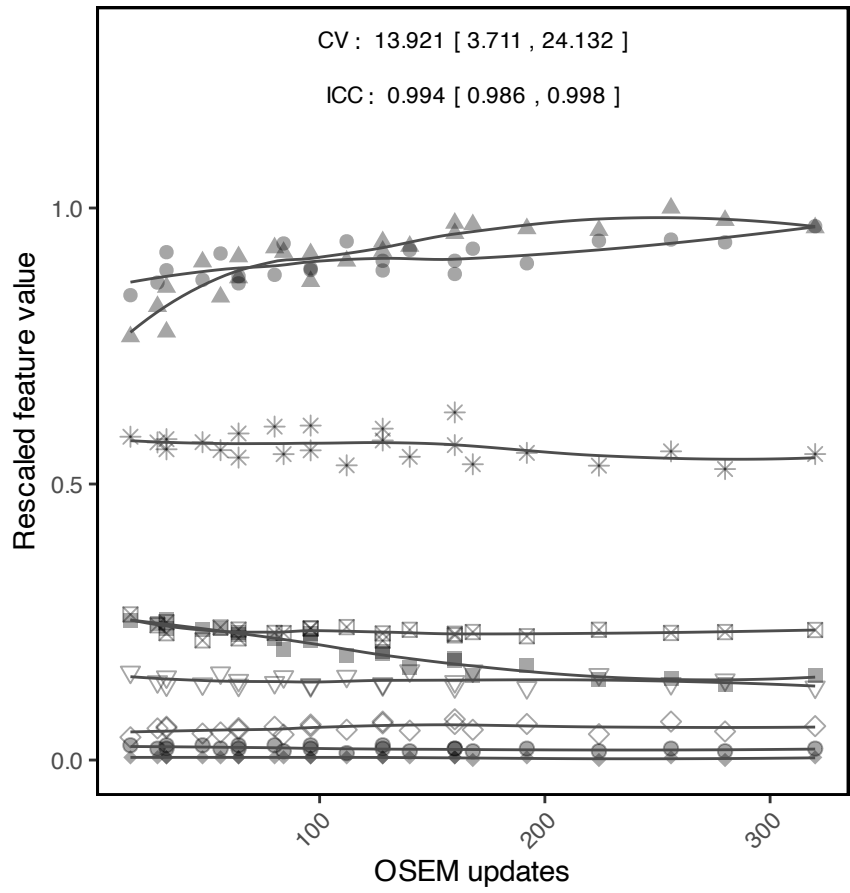 CV : 13.921 [ 3.711 , 24.132 ]
ICC : 0.994 [ 0.986 , 0.998 ]
Rescaled feature value
1.0
0.5
0.0
100
200
300
OSEM updates